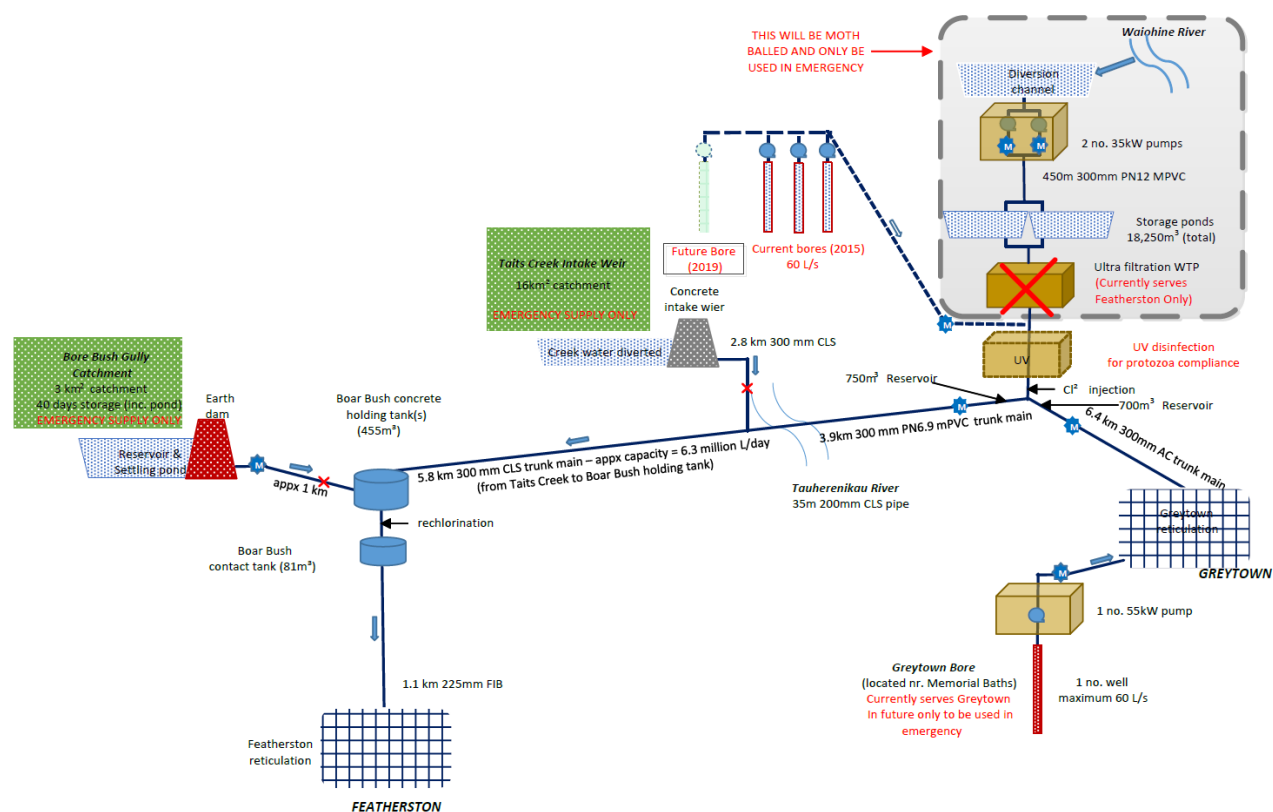 THIS WILL BE MOTH
BALLED AND ONLY BE
USED IN EMERGENCY
Waiohine River
Diversion
channel
M
M
2 no. 35kW pumps
450m 300mm PN12 MPVC
Storage ponds
18,250m³ (total)
Ultra filtration WTP
(Currently serves
Featherston Only)
Future Bore
(2019)
Current bores (2015)
60 L/s
Taits Creek Intake Weir
16km² catchment
EMERGENCY SUPPLY ONLY
Concrete
intake wier
Creek water diverted
2.8 km 300 mm CLS
M
UV
UV disinfection
for protozoa compliance
Cl² injection
750m³ Reservoir
700m³ Reservoir
Bore Bush Gully
Catchment
3 km² catchment
40 days storage (inc. pond)
EMERGENCY SUPPLY ONLY
Earth
dam
Reservoir &
Settling pond
M
appx 1 km
Boar Bush concrete
holding tank(s)
(455m³)
5.8 km 300 mm CLS trunk main – appx capacity = 6.3 million L/day
(from Taits Creek to Boar Bush holding tank)
M
3.9km 300 PN6.9 mPVC trunk main
M
6.4 km 300mm AC trunk main
Tauherenikau River
35m 200mm CLS pipe
rechlorination
Boar Bush
contact tank (81m³)
Greytown
reticulation
GREYTOWN
M
1 no. 55kW pump
Greytown Bore
(located nr. Memorial Baths)
Currently serves Greytown
In future only to be used in
emergency
1 no. well
maximum 60 L/s
1.1 km 225mm FIB
Featherston
reticulation
FEATHERSTON